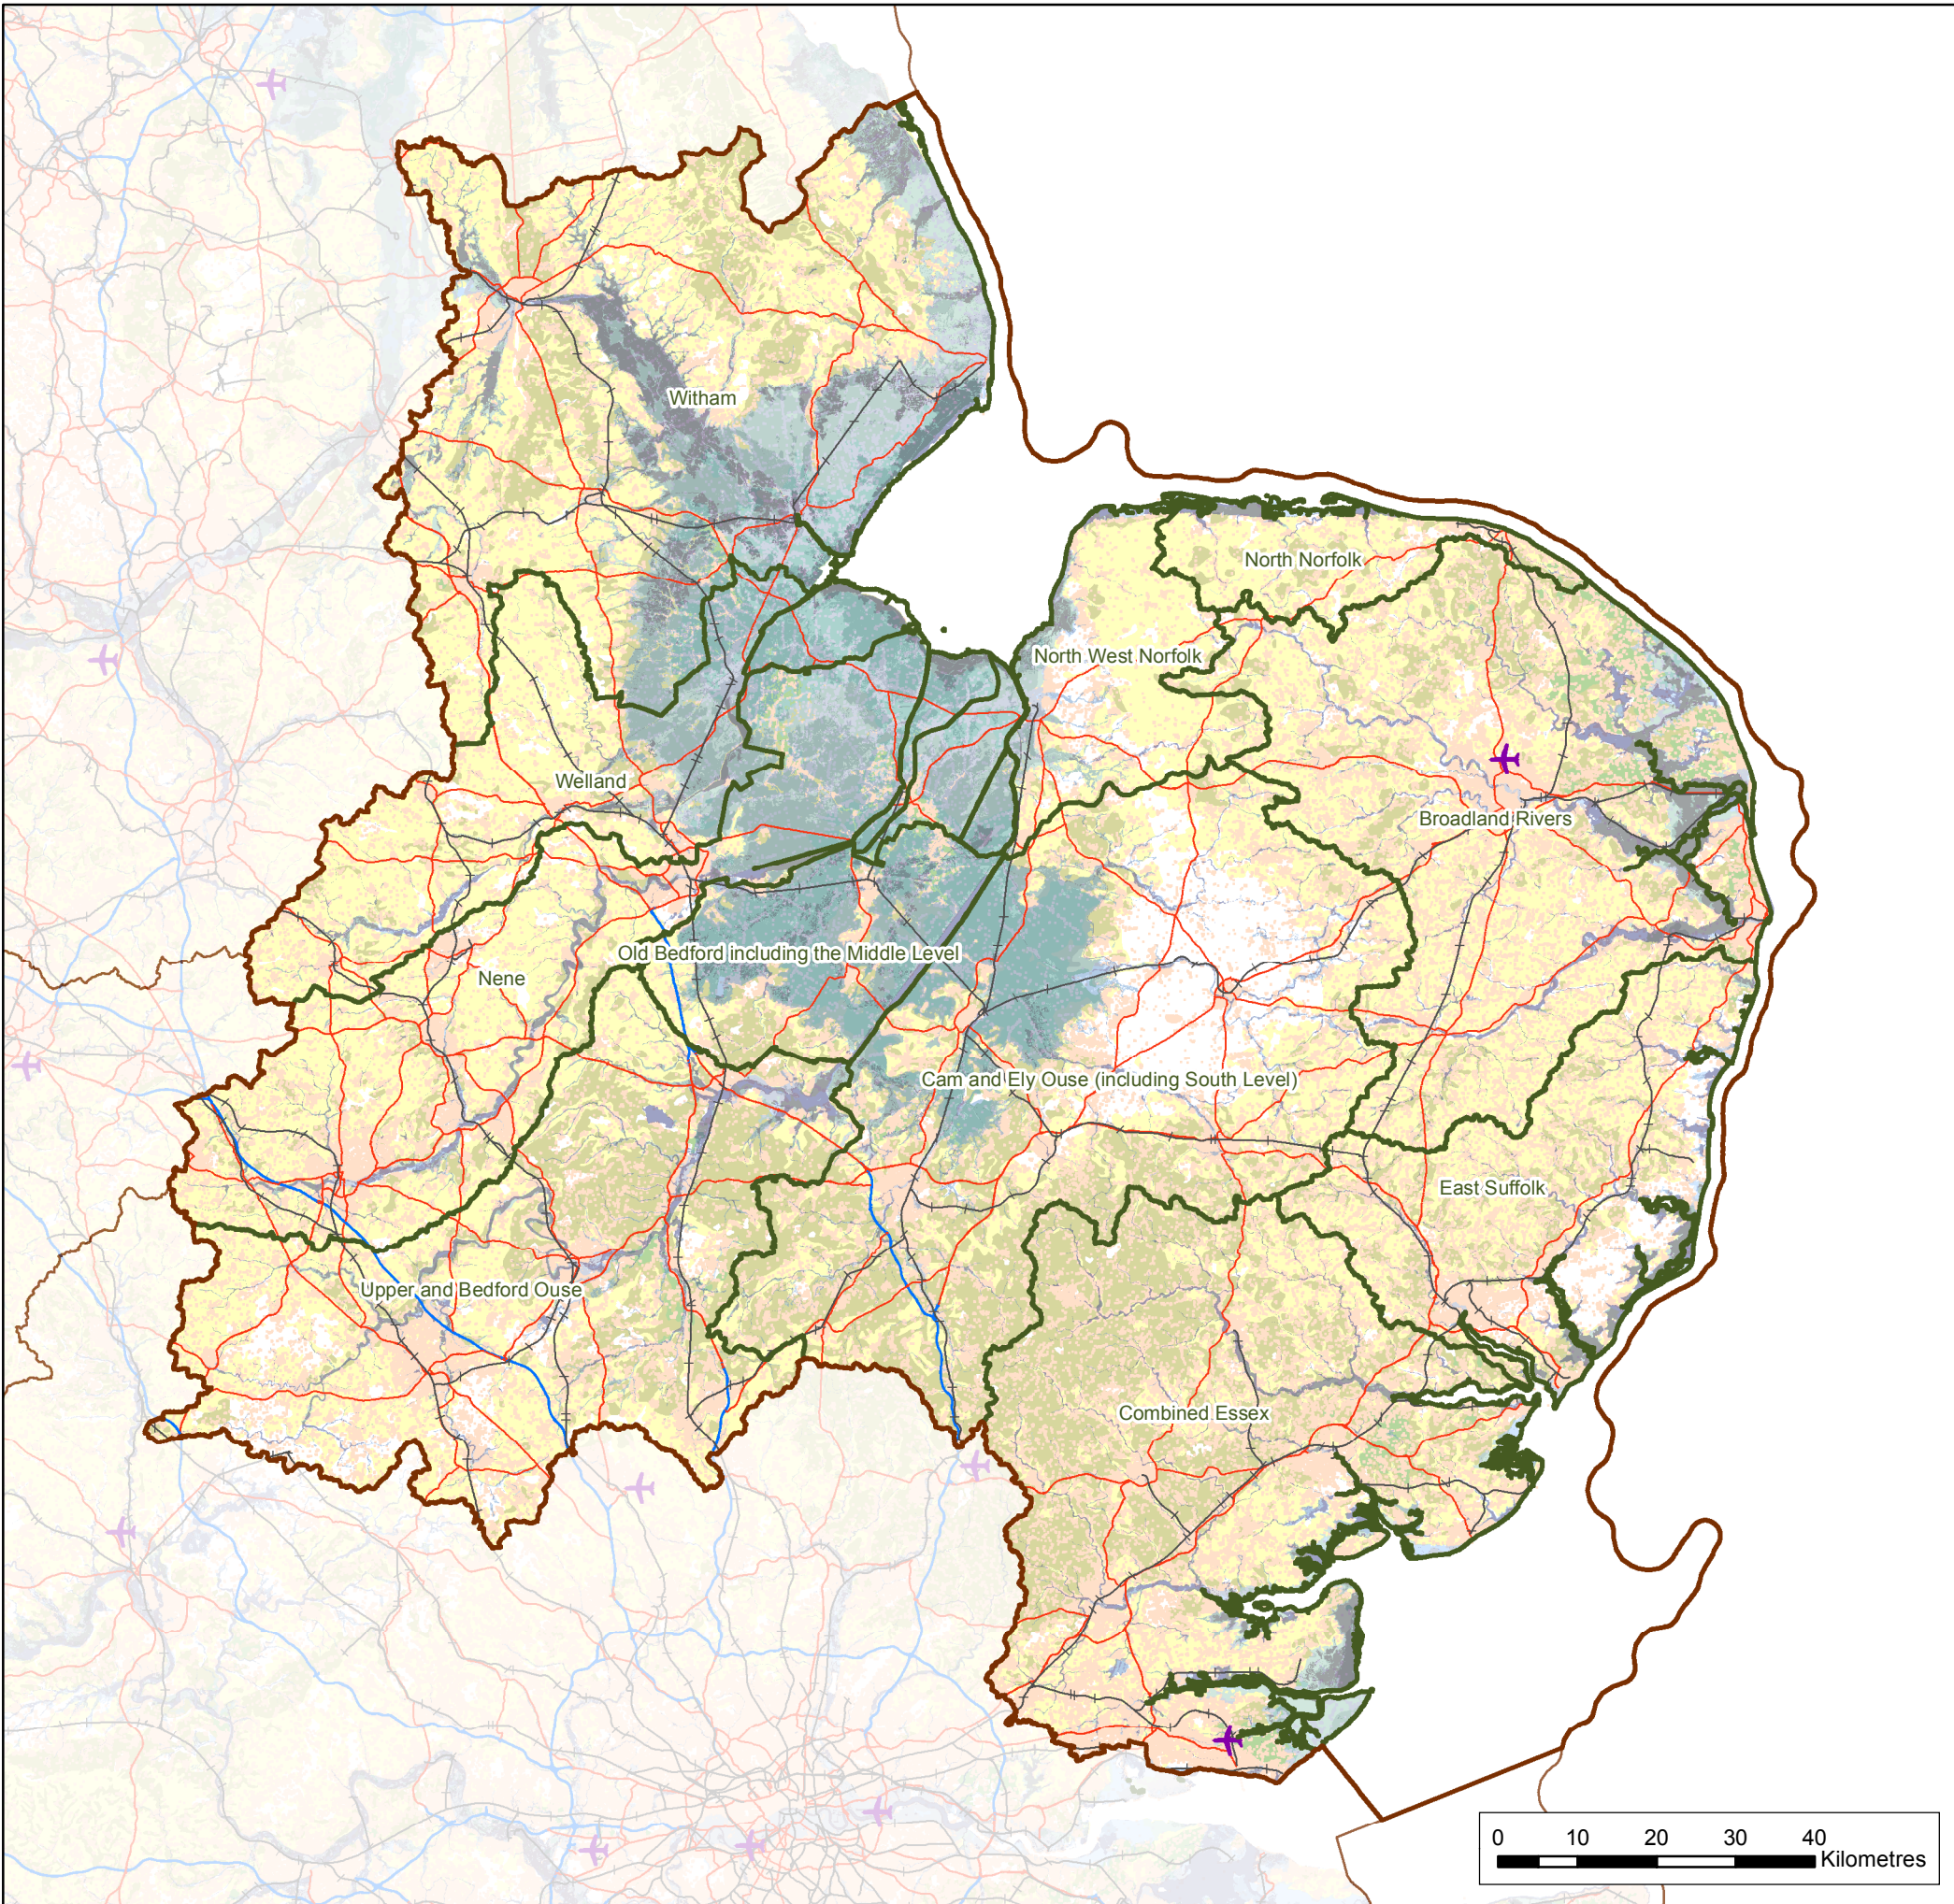 Witham
North Norfolk
North West Norfolk
Welland
Broadland Rivers
Old Bedford including the Middle Level
Nene
Cam and Ely Ouse (including South Level)
East Suffolk
Upper and Bedford Ouse
Combined Essex
0 10 20 30 40
Kilometres